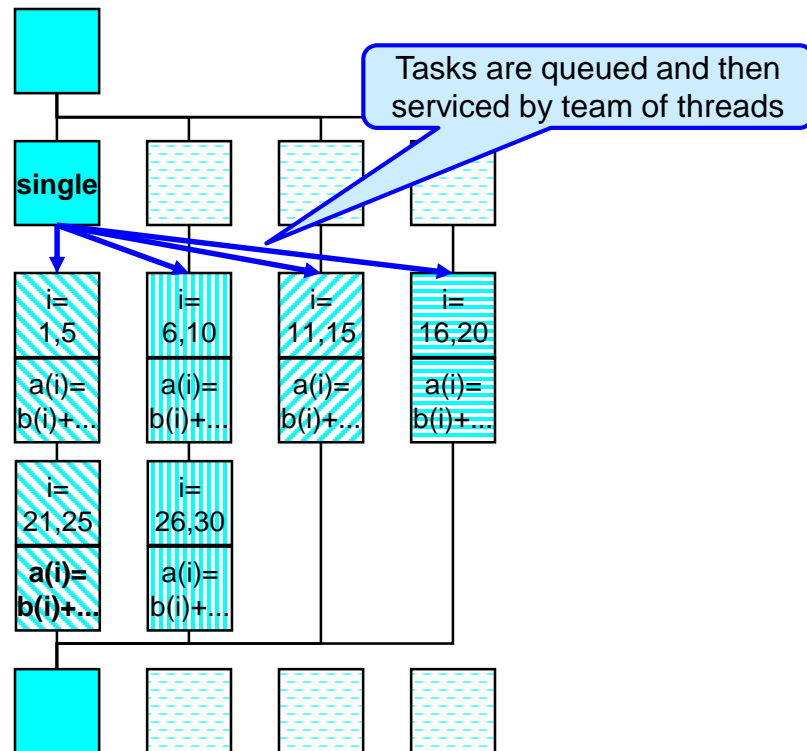 Tasks are queued and then
serviced by team of threads
single
i=
1,5
i=
6,10
i=
11,15
i=
16,20
a(i)=
b(i)+...
a(i)=
b(i)+...
a(i)=
b(i)+...
a(i)=
b(i)+...
i=
21,25
i=
26,30
a(i)=
b(i)+...
a(i)=
b(i)+...